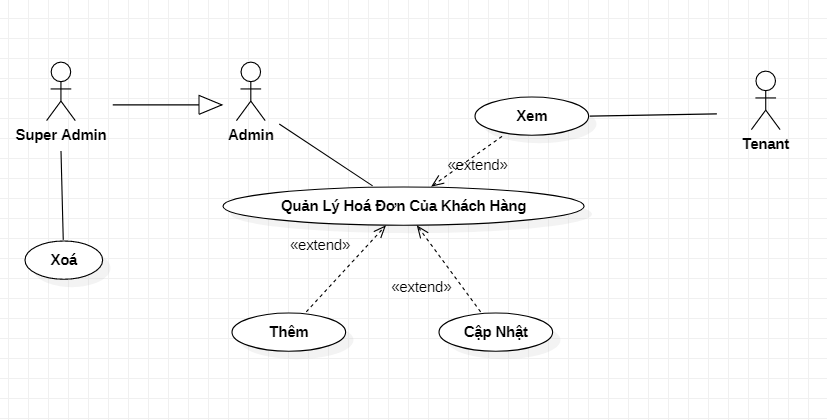 Super Admin
Admin
Xem
Tenant
«extend»
Quản Lý Hoá Đơn Của Khách Hàng
«extend»
Xoá
«extend»
Thêm
Cập Nhật